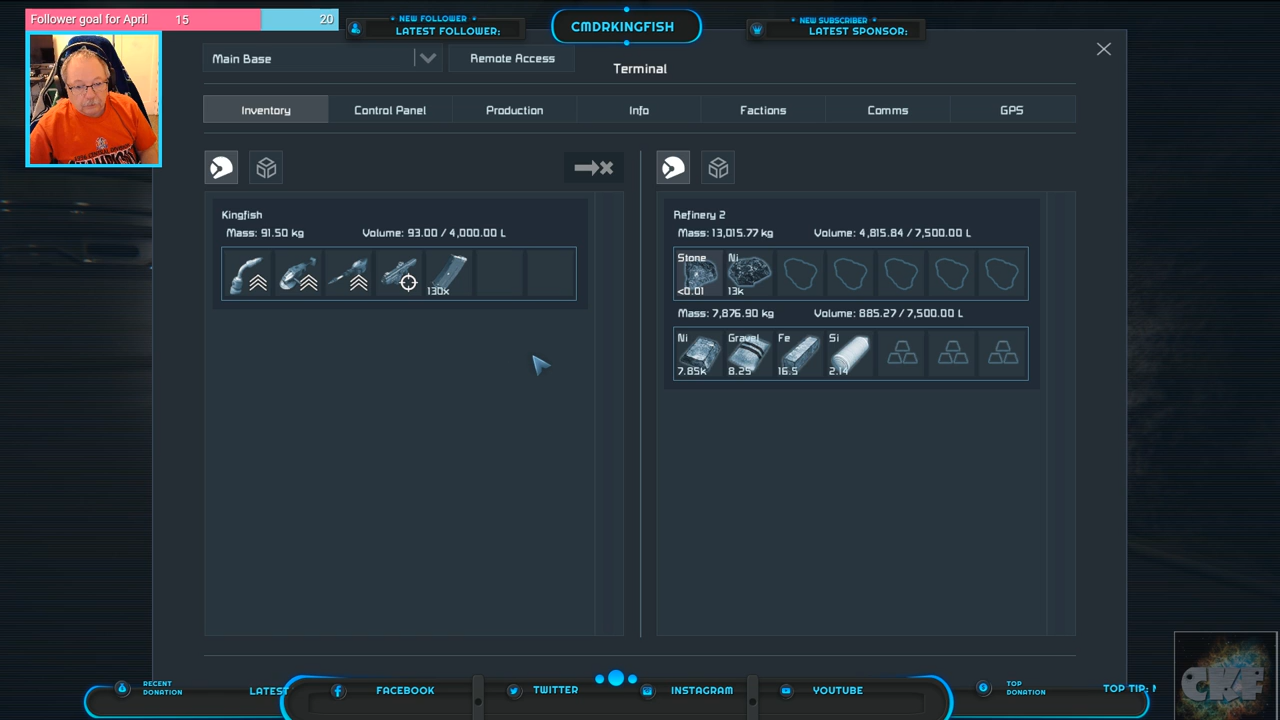 Follower goal for April 15 20
NEW FOLLOWER
LATEST FOLLOWER:
CMDRKINGFISH
NEW SUBSCRIBER
LATEST SPONSOR:
Main Base
Remote Access
Terminal
Inventory
Control Panel
Production
Info
Factions
Comms
GPS
Kingfish
Mass: 91.50 kg Volume: 93.00 / 4,000.00 L
130k
Refinery 2
Mass: 13,015.77 kg Volume: 4,815.84 / 7,500.00 L
Stone Ni
<0.01 13k
Mass: 7,876.90 kg Volume: 885.27 / 7,500.00 L
Ni Gravel Fe Si
7.85k 8.25 16.5 2.14
RECENT DONATION
LATEST
FACEBOOK
TWITTER
INSTAGRAM
YOUTUBE
TOP DONATION
TOP TIP:
CKF